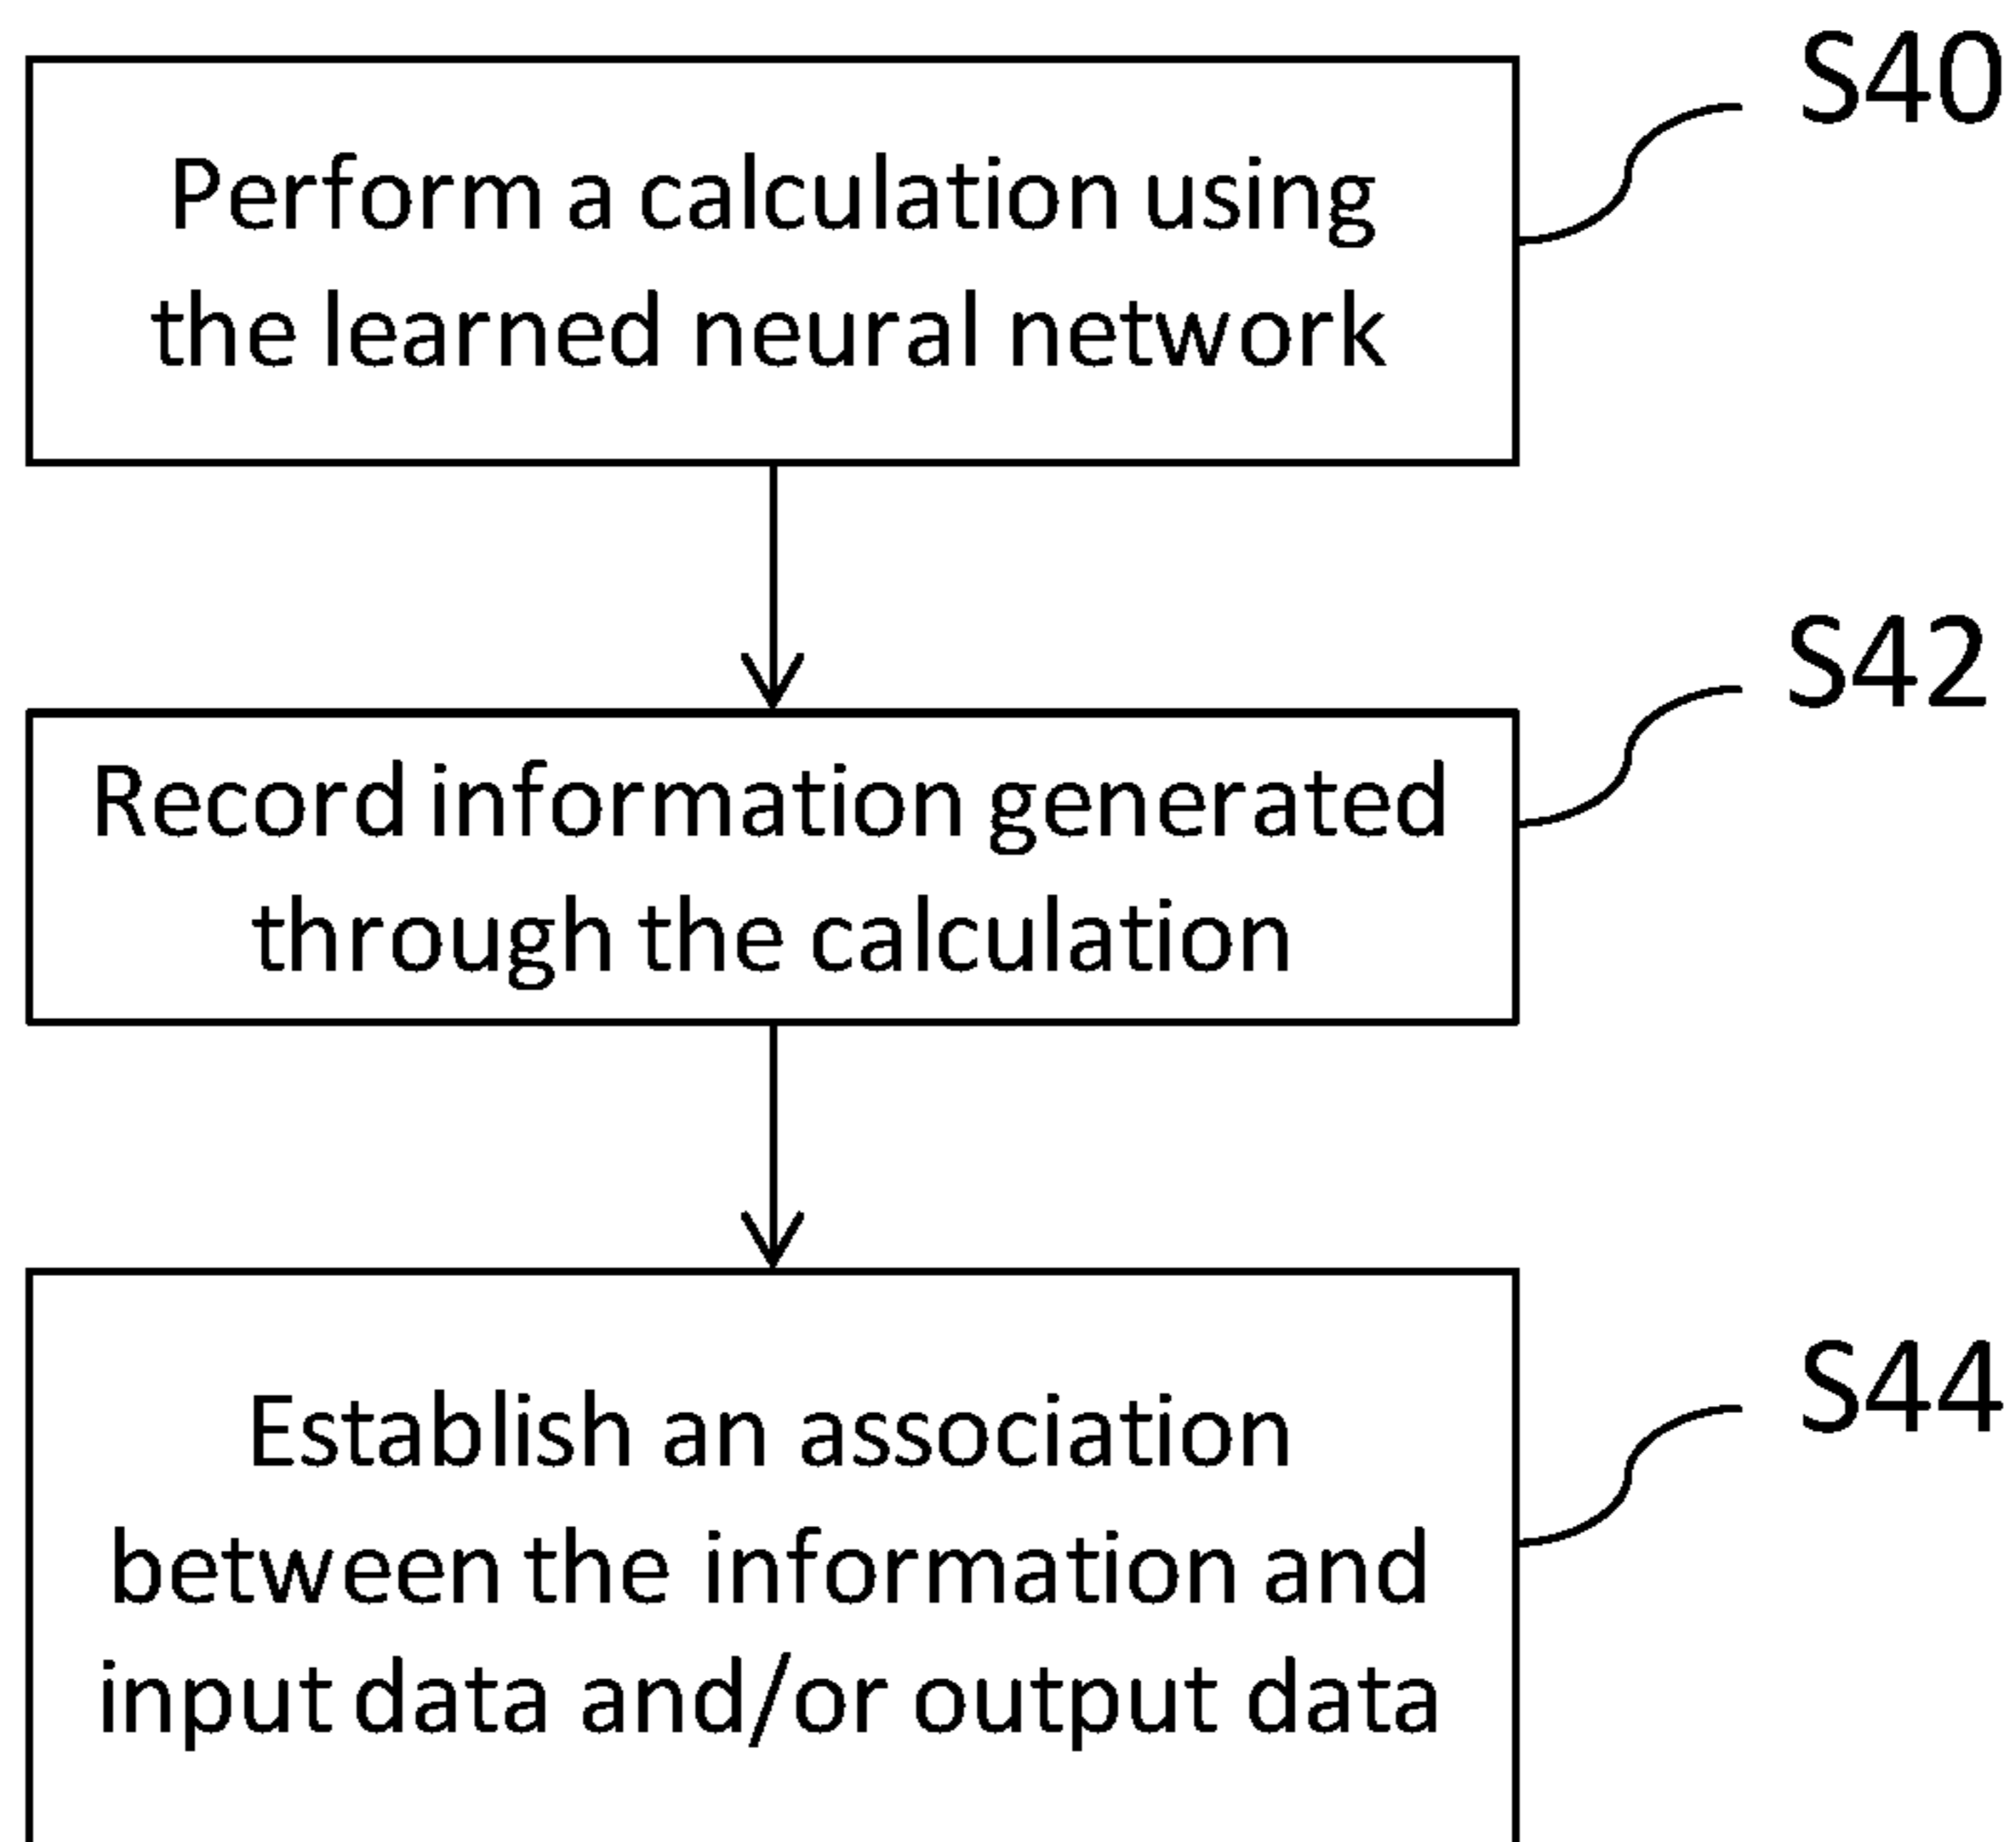 S40
Perform a calculation using
the learned neural network
S42
Record information generated
through the calculation
S44
Establish an association
between the information and
input data and/or output data